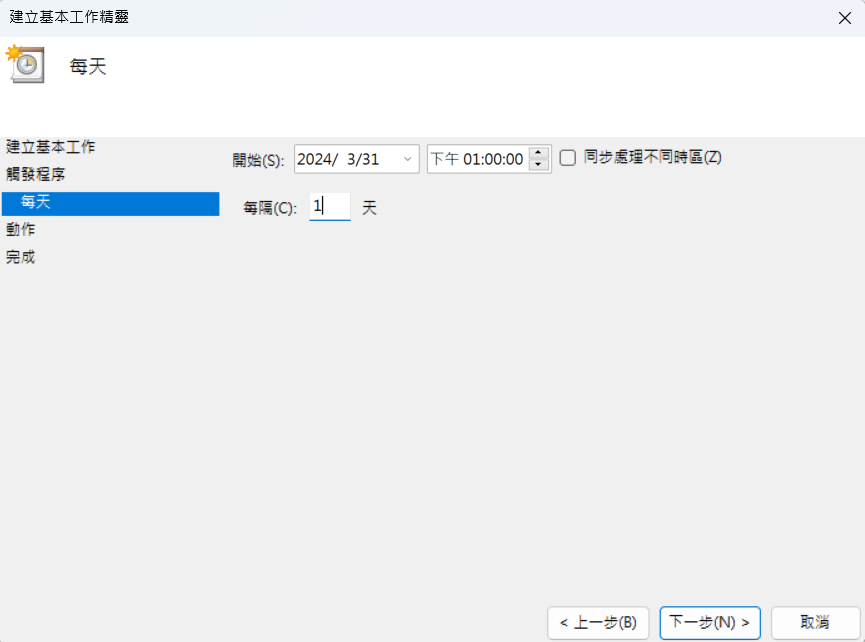 建立基本工作精靈
每天
建立基本工作
觸發程序
每天
動作
完成
開始(S): 2024/ 3/31 下午 01:00:00 同步處理不同時區(Z)
每隔(C): 1 天
< 上一步(B) 下一步(N) > 取消